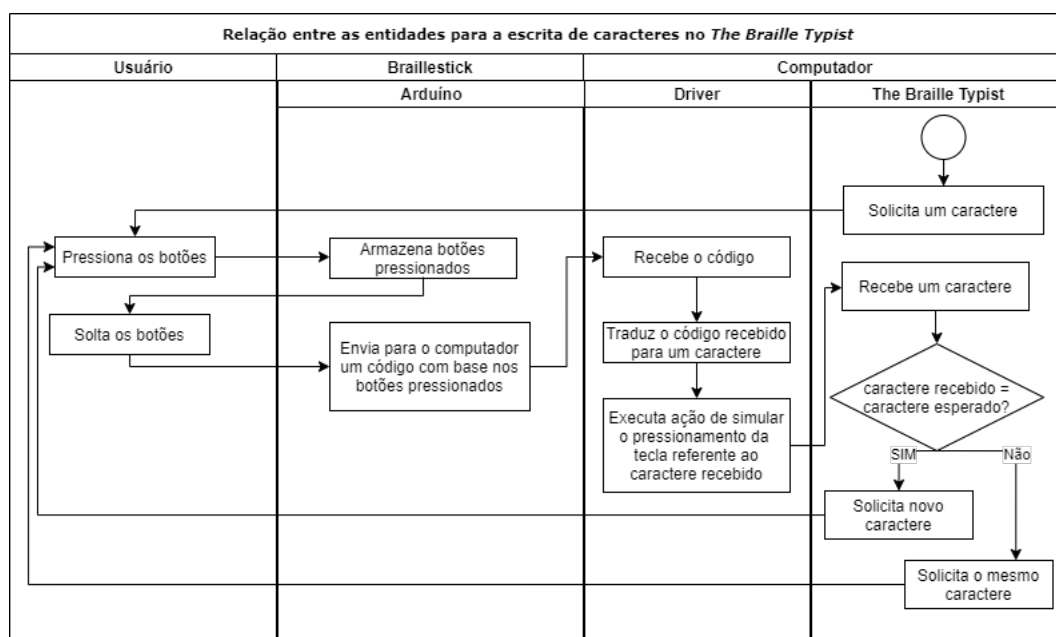 Relação entre as entidades para a escrita de caracteres no The Braille Typist
Usuário
Braillestick
Computador
Arduíno
Driver
The Braille Typist
Solicita um caractere
Pressiona os botões
Armazena botões
pressionados
Recebe o código
Recebe um caractere
Solta os botões
Envia para o computador
um código com base nos
botões pressionados
Traduz o código recebido
para um caractere
caractere recebido =
caractere esperado?
Executa ação de simular
o pressionamento da
tecla referente ao
caractere recebido
SIM
Não
Solicita novo
caractere
Solicita o mesmo
caractere